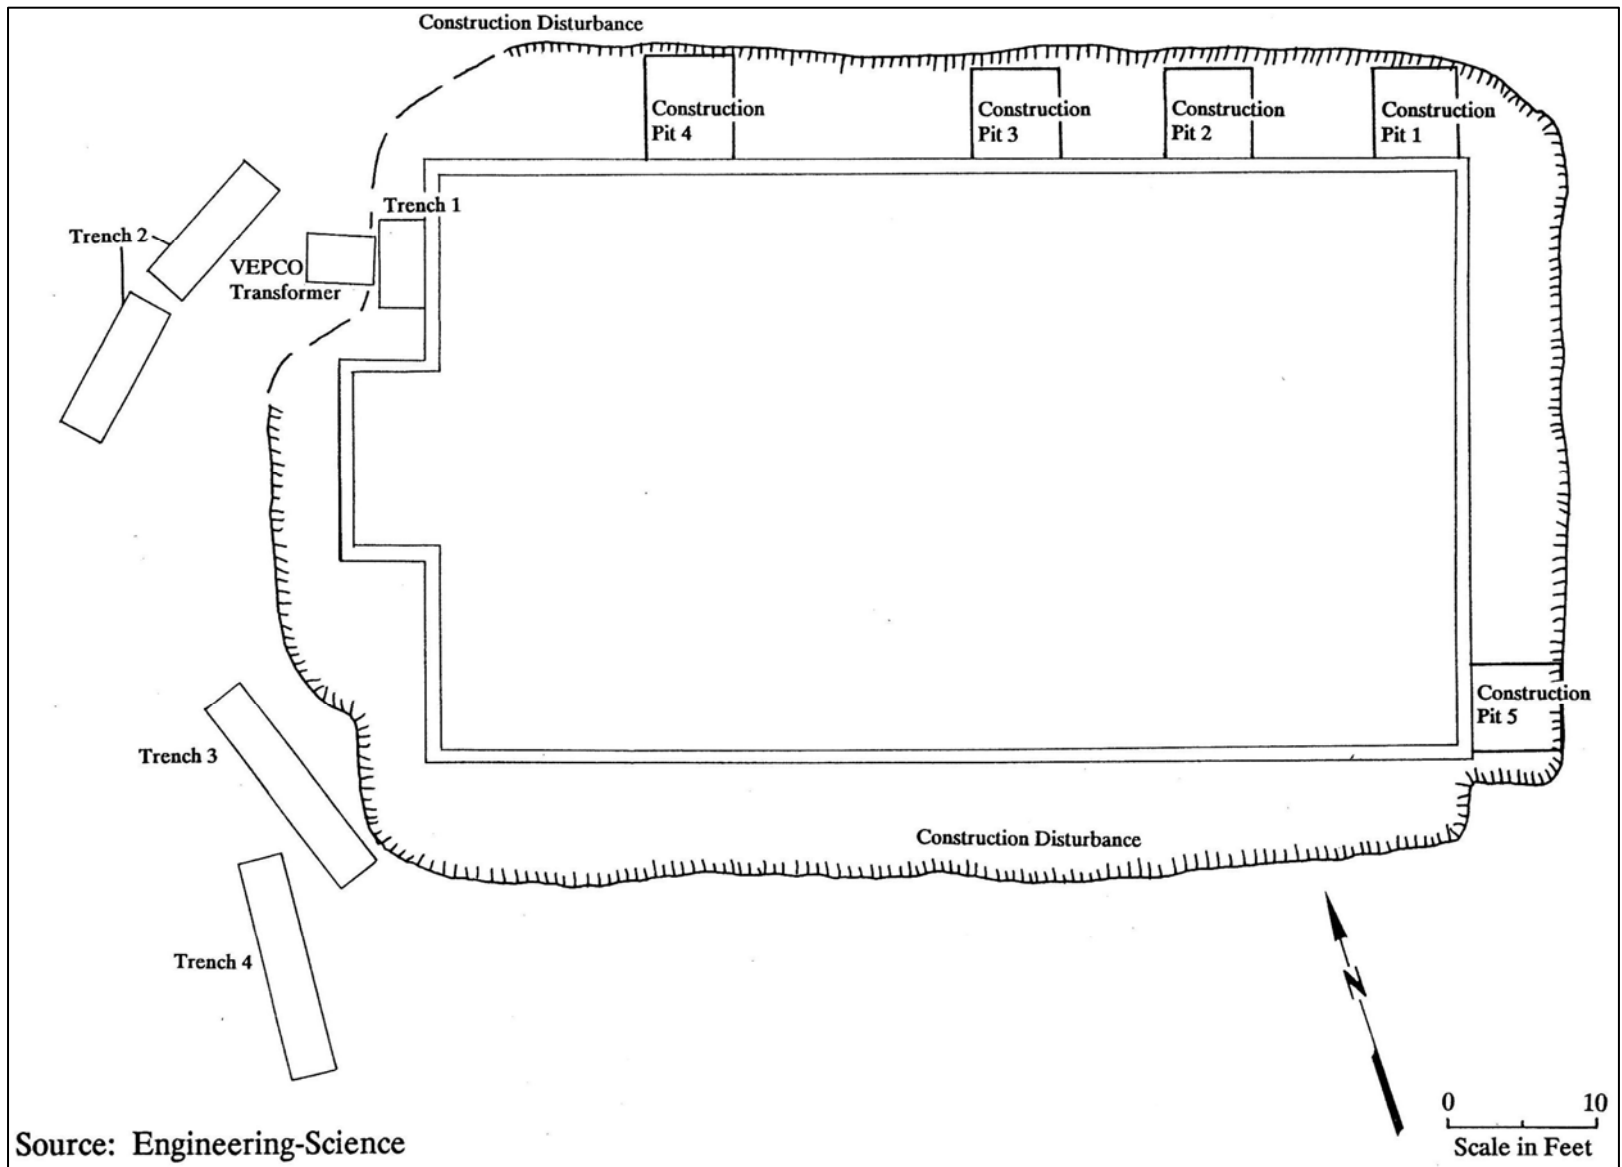 Construction Disturbance
Construction
Pit 4
Construction
Pit 3
Construction
Pit 2
Construction
Pit 1
Trench 1
Trench 2
VEPCO
Transformer
Construction
Pit 5
Trench 3
Construction Disturbance
Trench 4
N
0 10
Scale in Feet
Source: Engineering-Science